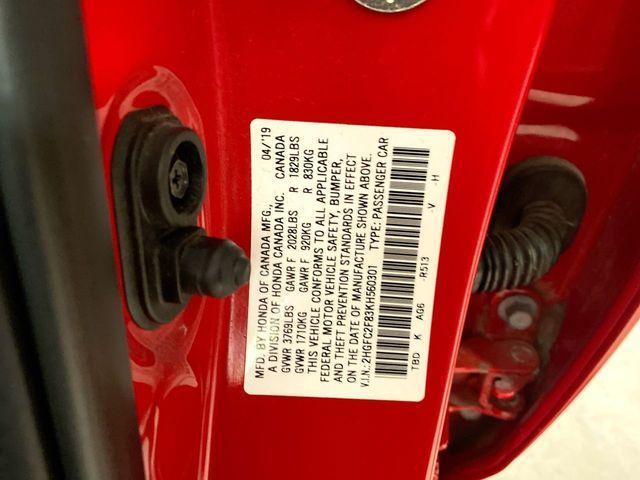 MFD. BY HONDA OF CANADA MFG., 04/19
A DIVISION OF HONDA CANADA INC. CANADA
GVWR 3769LBS GAWR F 2028LBS R 1829LBS
GVWR 1710KG GAWR F 920KG R 830KG
THIS VEHICLE CONFORMS TO ALL APPLICABLE
FEDERAL MOTOR VEHICLE SAFETY, BUMPER,
AND THEFT PREVENTION STANDARDS IN EFFECT
ON THE DATE OF MANUFACTURE SHOWN ABOVE.
V.I.N.: 2HGFC2F83KH560301 TYPE: PASSENGER CAR
TBD K AG6 -R513 -V -H